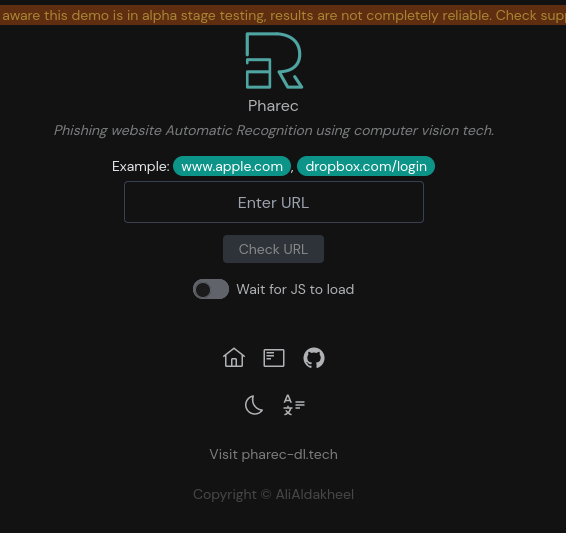 aware this demo is in alpha stage testing, results are not completely reliable. Check
Pharec
Phishing website Automatic Recognition using computer vision tech.
Example: www.apple.com, dropbox.com/login
Enter URL
Check URL
Wait for JS to load
Visit pharec-dl.tech
Copyright © AliAldakheel